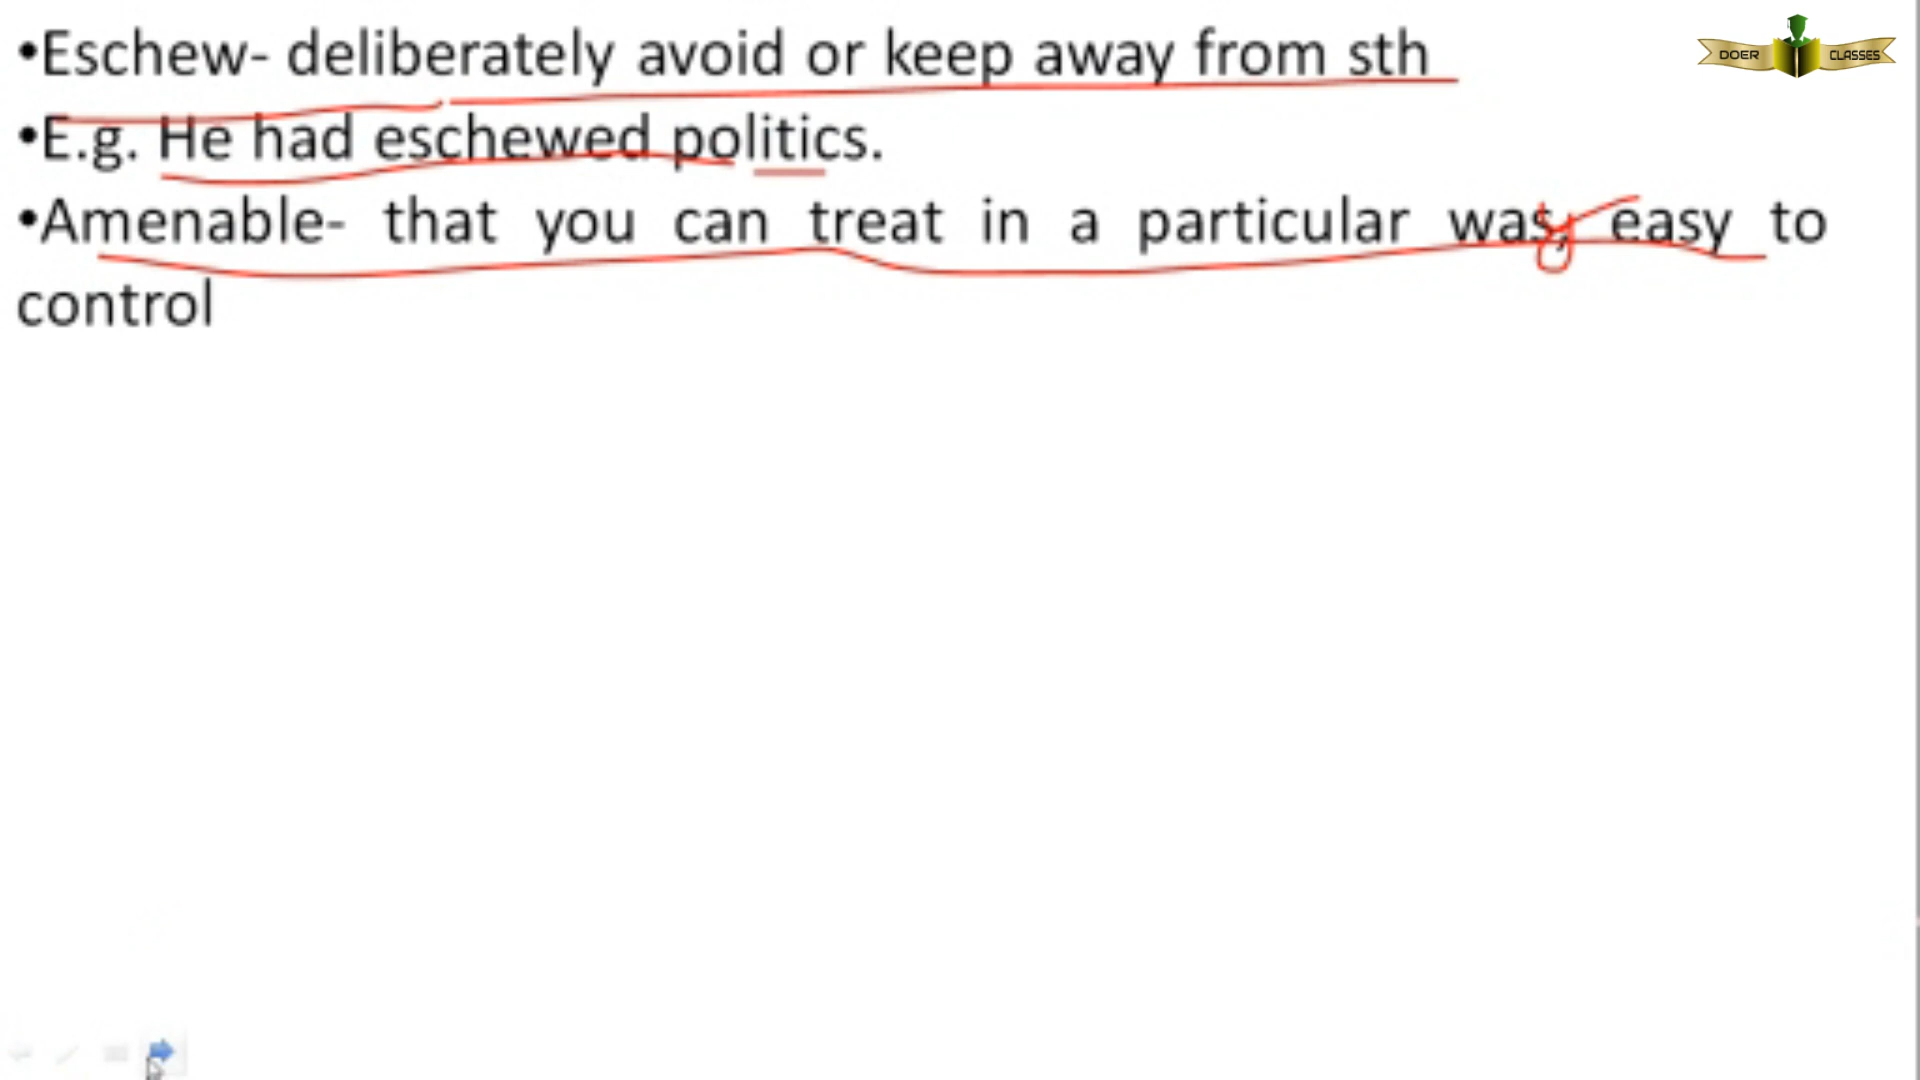 •Eschew- deliberately avoid or keep away from sth
DOER CLASSES
•E.g. He had eschewed politics.
•Amenable- that you can treat in a particular was, easy to
control